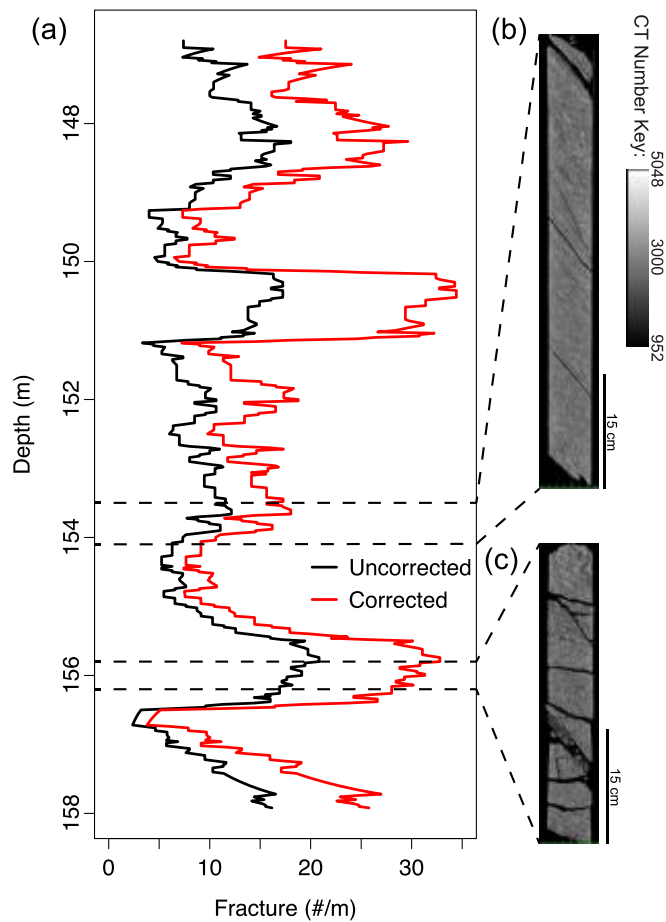 (a)
148
150
152
154
156
158
Depth (m)
0 10 20 30
Fracture (#/m)
Uncorrected
Corrected
(b)
15 cm
CT Number Key:
5048
3000
952
(c)
15 cm